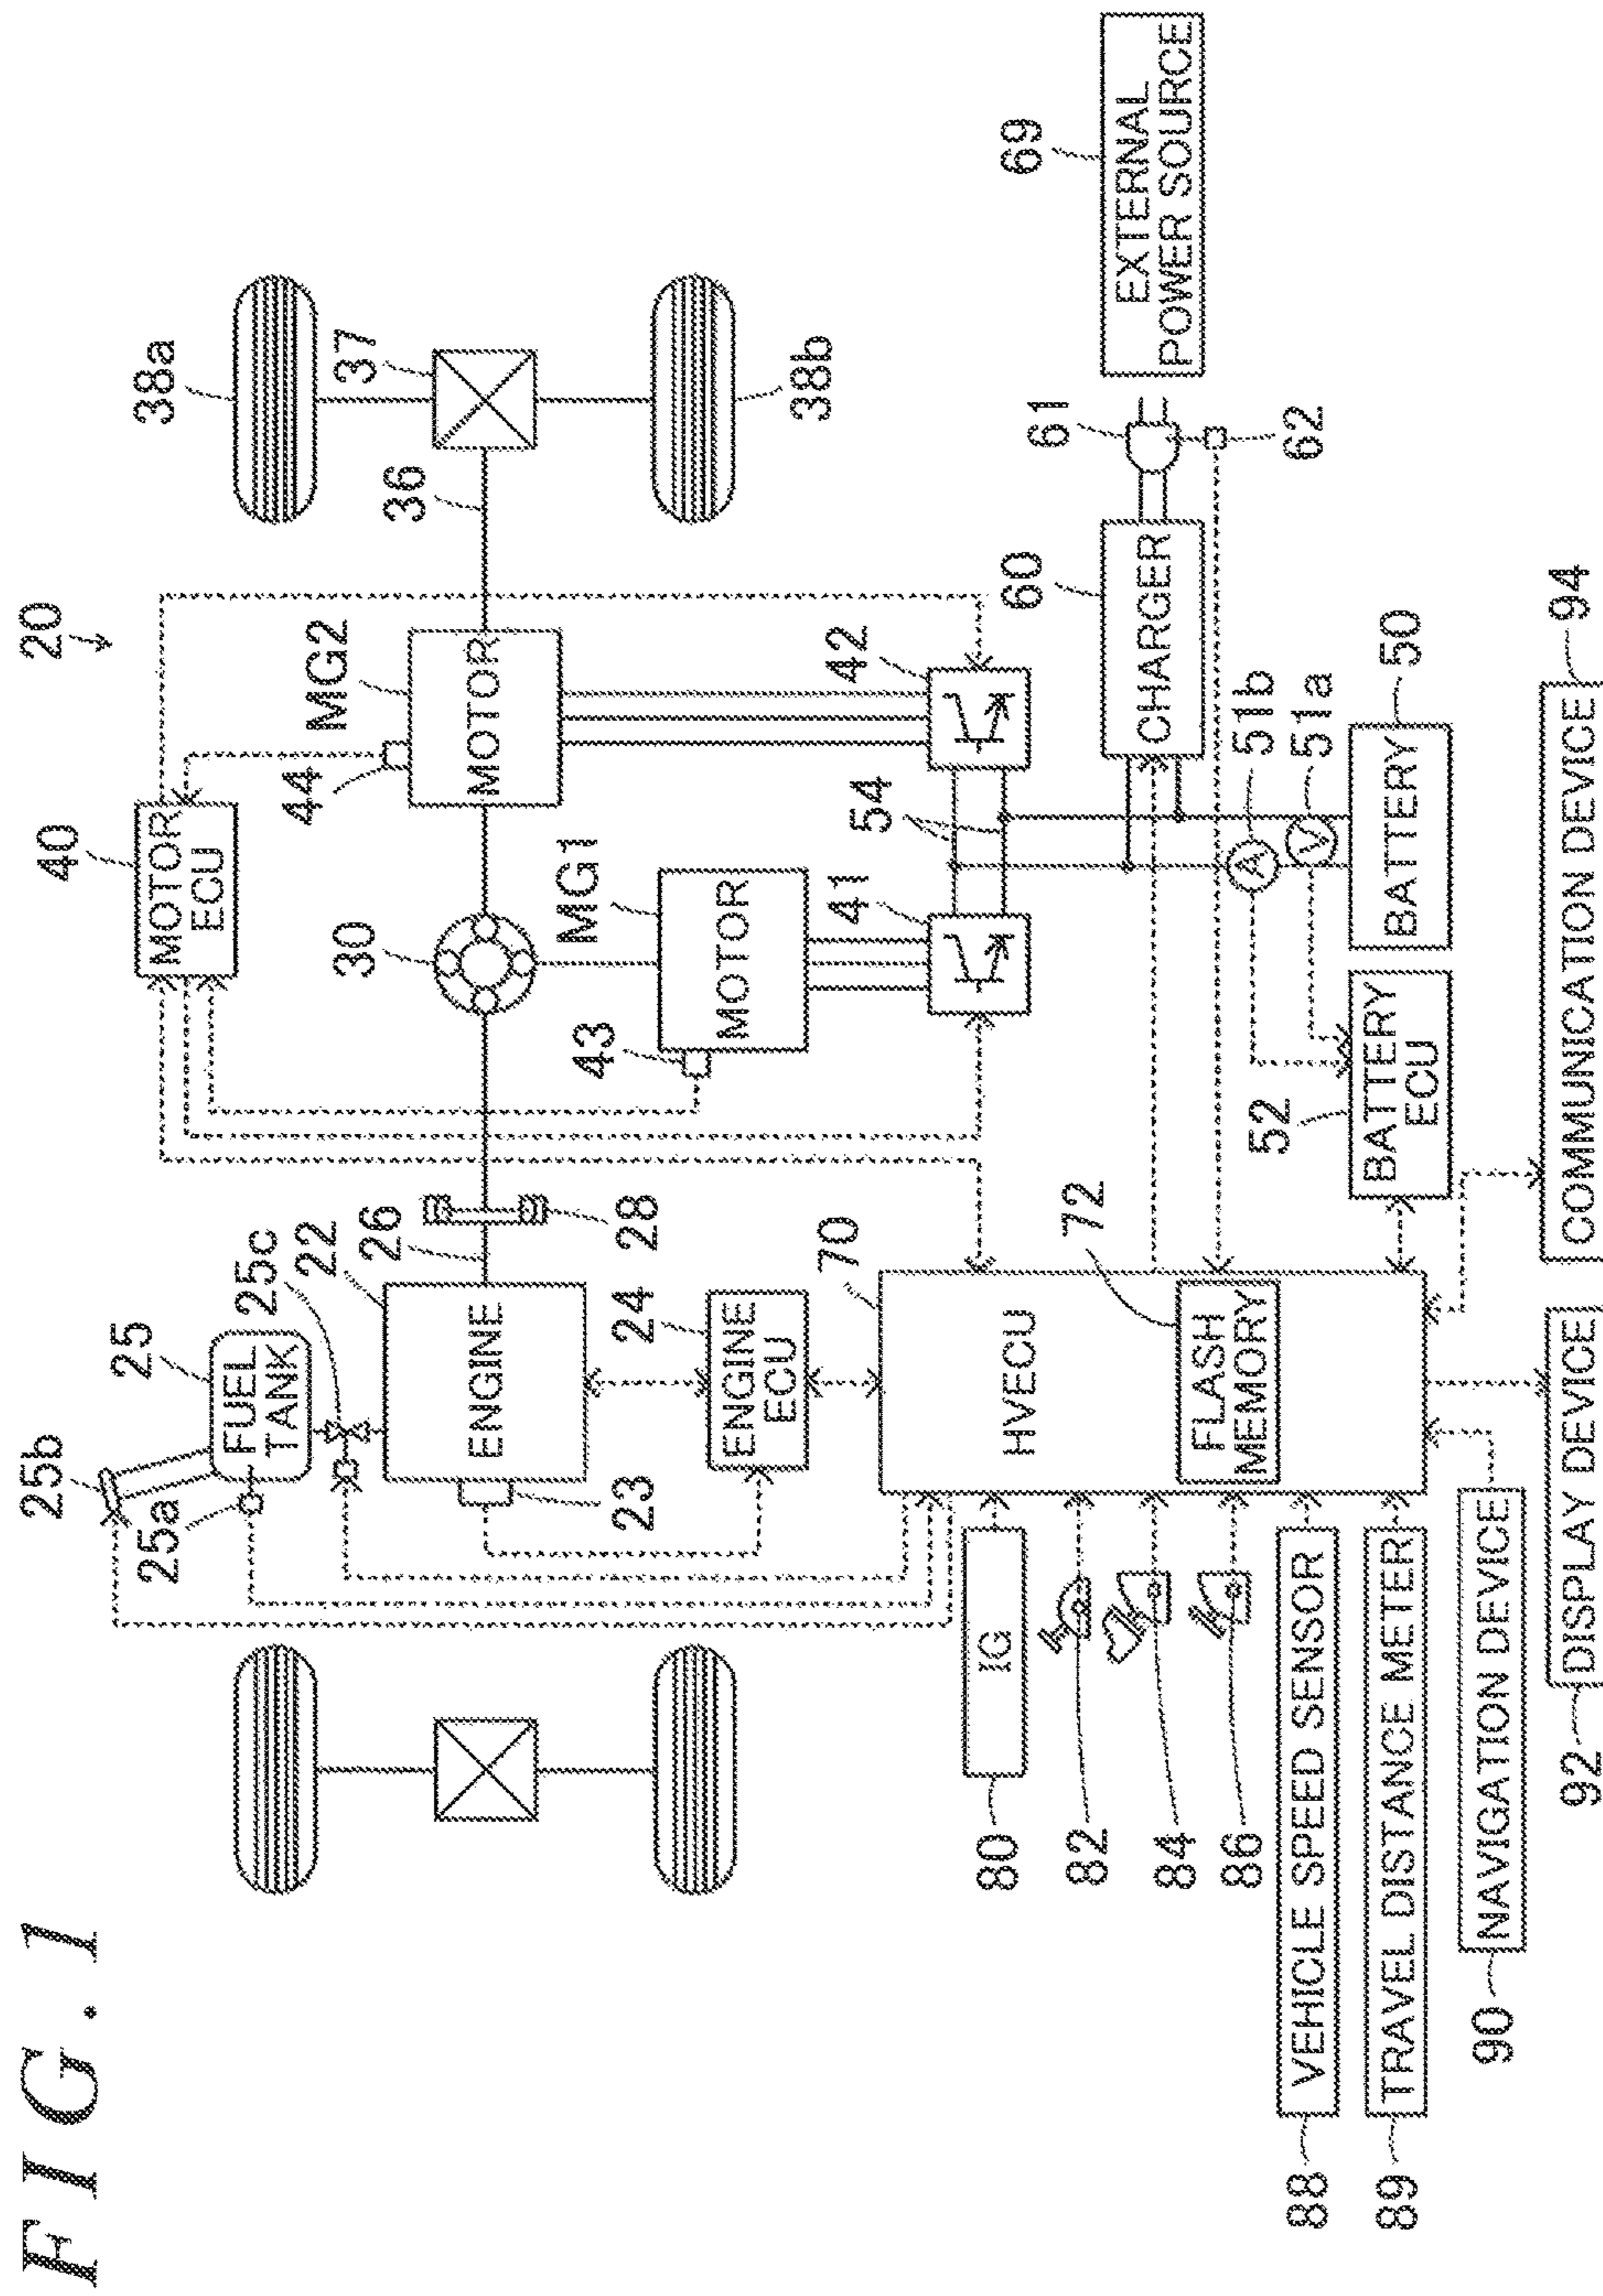 FIG. 1
20
25b
25
25a
25c
FUEL
TANK
22
26
ENGINE
23
28
24
ENGINE
ECU
40
MOTOR
ECU
44
MG2
MOTOR
30
MG1
MOTOR
43
36
37
38a
38b
41
42
54
70
HVECU
72
FLASH
MEMORY
60
CHARGER
61
62
69
EXTERNAL
POWER SOURCE
51b
51a
A
V
50
BATTERY
52
BATTERY
ECU
80
IG
82
84
86
88
VEHICLE SPEED SENSOR
89
TRAVEL DISTANCE METER
90
NAVIGATION DEVICE
92
DISPLAY DEVICE
94
COMMUNICATION DEVICE